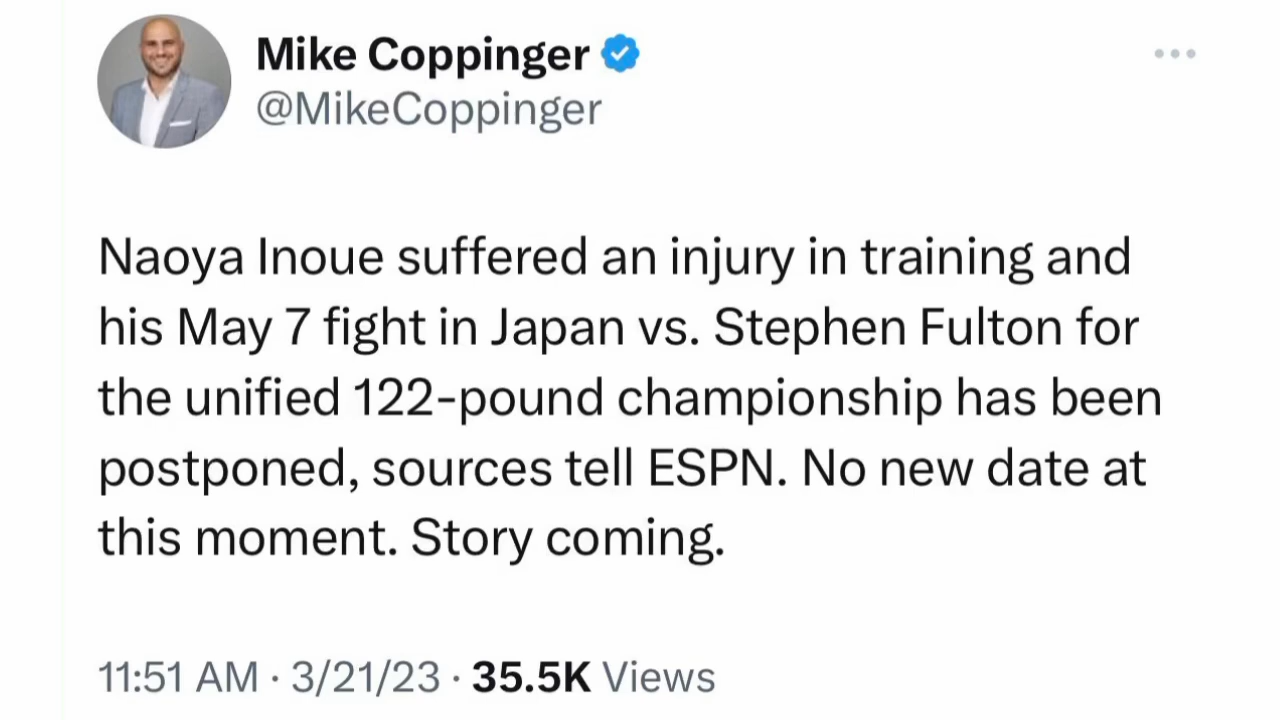 Mike Coppinger
@MikeCoppinger
Naoya Inoue suffered an injury in training and
his May 7 fight in Japan vs. Stephen Fulton for
the unified 122-pound championship has been
postponed, sources tell ESPN. No new date at
this moment. Story coming.
11:51 AM · 3/21/23 · 35.5K Views